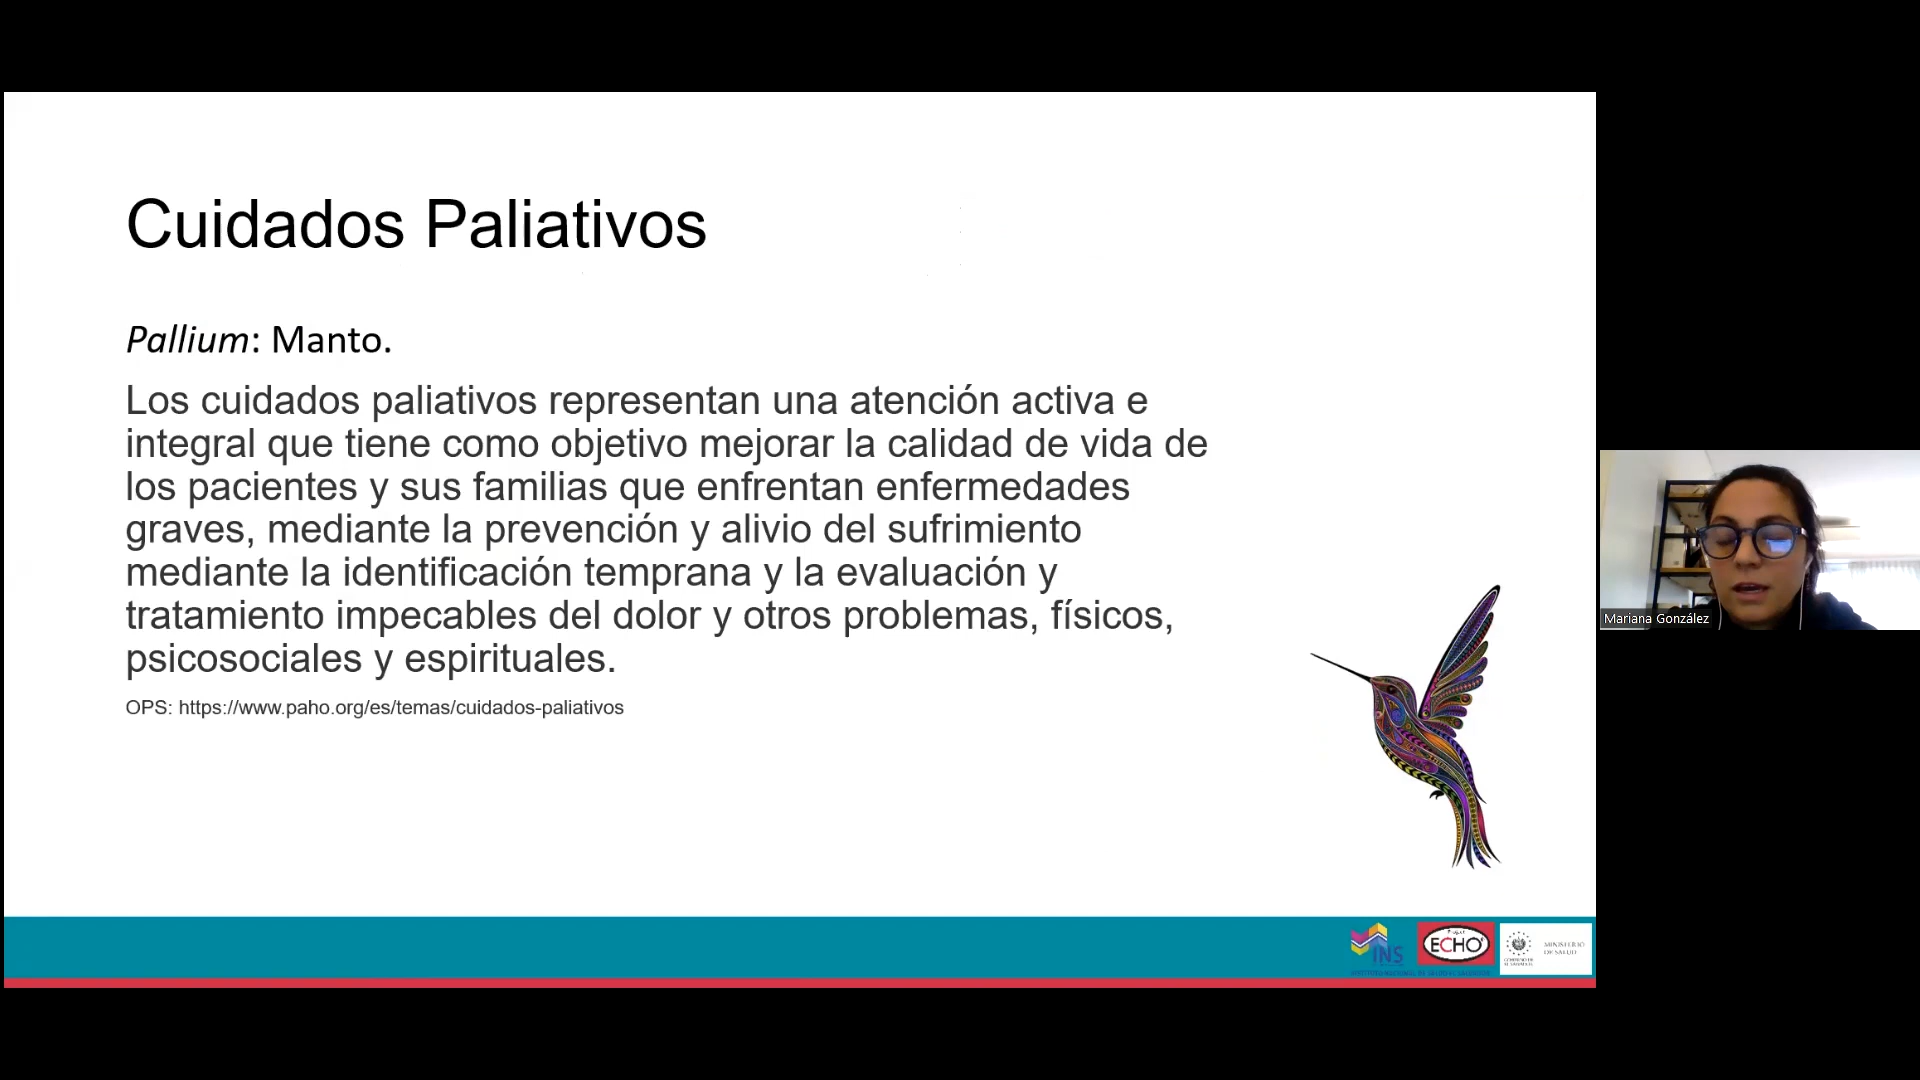 Cuidados Paliativos
Pallium: Manto.
Los cuidados paliativos representan una atención activa e
integral que tiene como objetivo mejorar la calidad de vida de
los pacientes y sus familias que enfrentan enfermedades
graves, mediante la prevención y alivio del sufrimiento
mediante la identificación temprana y la evaluación y
tratamiento impecables del dolor y otros problemas, físicos,
psicosociales y espirituales.
OPS: https://www.paho.org/es/temas/cuidados-paliativos
Mariana González
INS
ECHO
MINISTERIO
DE SALUD